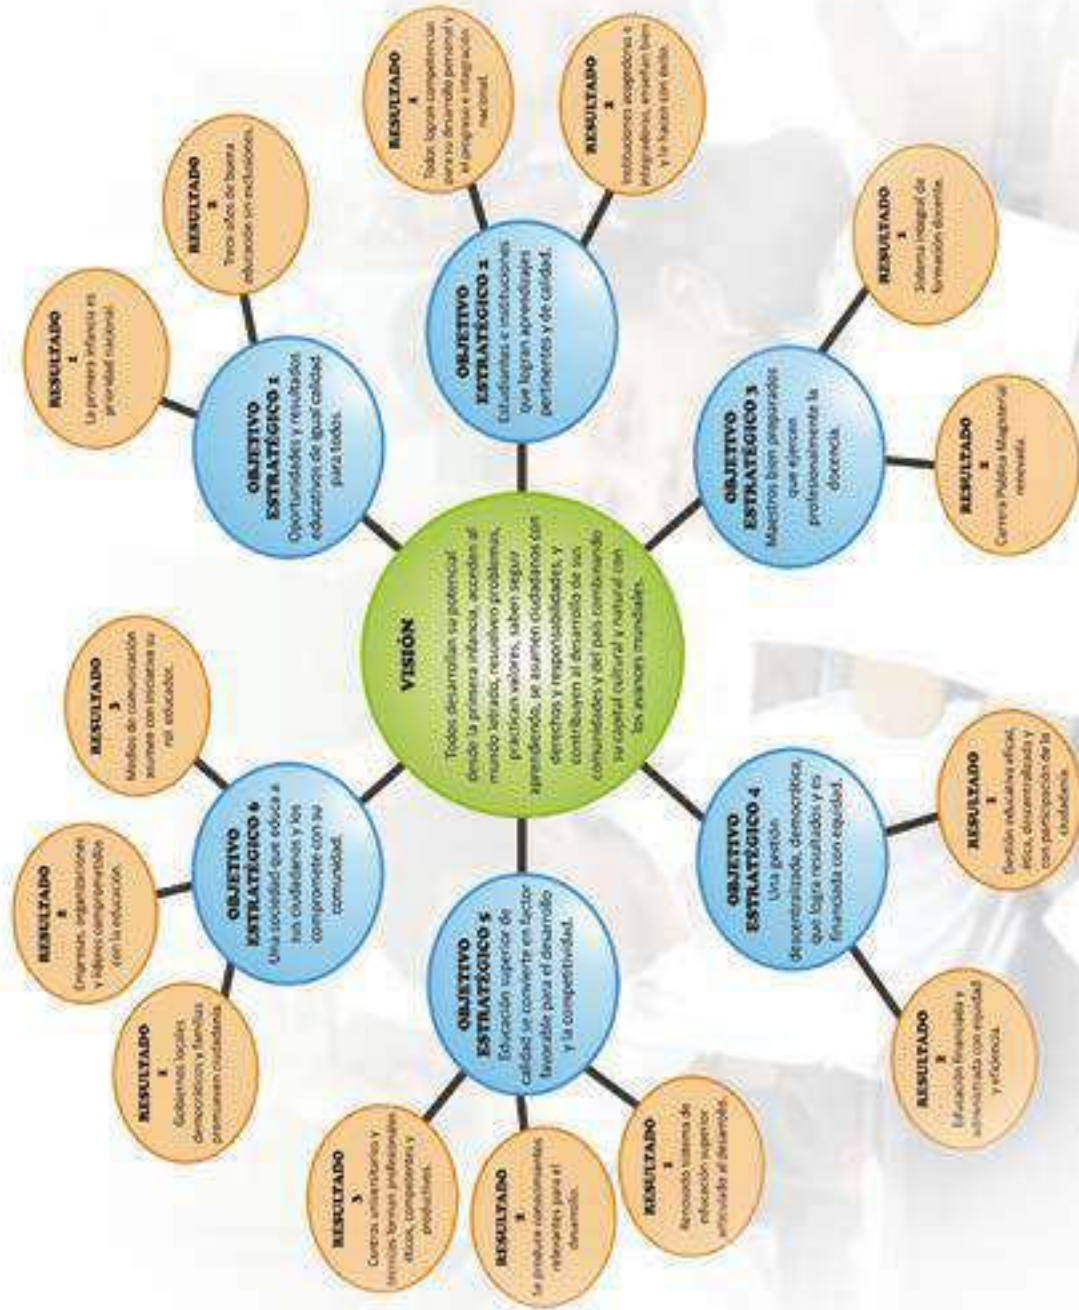 VISIÓN
Todos desarrollan su potencial
desde la primera infancia, acceden al
mundo letrado, resuelven problemas,
practican valores, saben seguir
aprendiendo, se asumen ciudadanos con
derechos y responsabilidades, y
contribuyen al desarrollo de sus
comunidades y del país combinando
su capital cultural y natural con
los avances mundiales.
OBJETIVO
ESTRATÉGICO 1
Oportunidades y resultados
educativos de igual calidad
para todos.
RESULTADO
1
La primera infancia es
prioridad nacional.
RESULTADO
2
Trece años de buena
educación sin exclusiones.
OBJETIVO
ESTRATÉGICO 2
Estudiantes e instituciones
que logran aprendizajes
pertinentes y de calidad.
RESULTADO
1
Todos logran competencias
para su desarrollo personal y
el progreso e integración
nacional.
RESULTADO
2
Instituciones acogedoras e
integradoras, enseñan bien
y lo hacen con éxito.
OBJETIVO
ESTRATÉGICO 3
Maestros bien preparados
que ejercen
profesionalmente la
docencia.
RESULTADO
1
Sistema integral de
formación docente.
RESULTADO
2
Carrera Pública Magisterial
renovada.
OBJETIVO
ESTRATÉGICO 4
Una gestión
descentralizada, democrática,
que logra resultados y es
financiada con equidad.
RESULTADO
1
Gestión educativa eficaz,
ética, descentralizada y
con participación de la
ciudadanía.
RESULTADO
2
Educación financiada y
administrada con equidad
y eficiencia.
OBJETIVO
ESTRATÉGICO 5
Educación superior de
calidad se convierte en factor
favorable para el desarrollo
y la competitividad.
RESULTADO
1
Renovado sistema de
educación superior
articulado al desarrollo.
RESULTADO
2
Se produce conocimientos
relevantes para el
desarrollo.
RESULTADO
3
Centros universitarios y
técnicos forman profesionales
éticos, competentes y
productivos.
OBJETIVO
ESTRATÉGICO 6
Una sociedad que educa a
sus ciudadanos y los
compromete con su
comunidad.
RESULTADO
1
Gobiernos locales
democráticos y familias
promueven ciudadanía.
RESULTADO
2
Empresas, organizaciones
y líderes comprometidos
con la educación.
RESULTADO
3
Medios de comunicación
asumen con iniciativa su
rol educador.